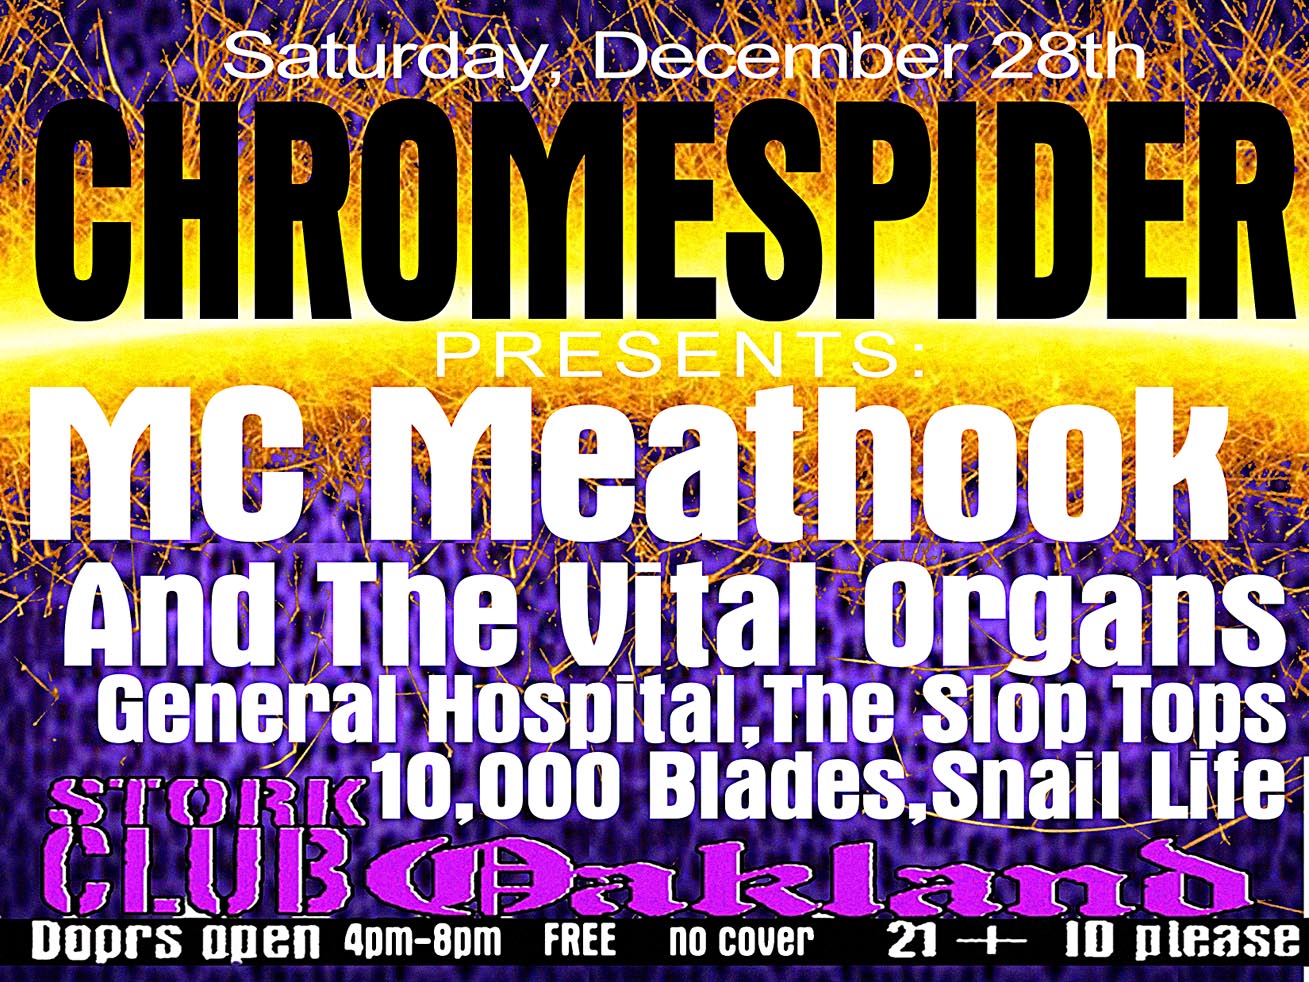 Saturday, December 28th
CHROMESPIDER
PRESENTS:
MC Meathook
And The Vital Organs
General Hospital,The Slop Tops
10,000 Blades,Snail Life
STORK
CLUB Oakland
Doors open 4pm-8pm FREE no cover 21 + ID please